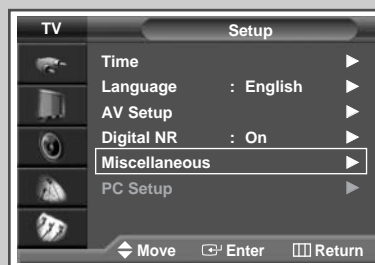 TV
Setup
Time
Language : English
AV Setup
Digital NR : On
Miscellaneous
PC Setup
Move Enter Return